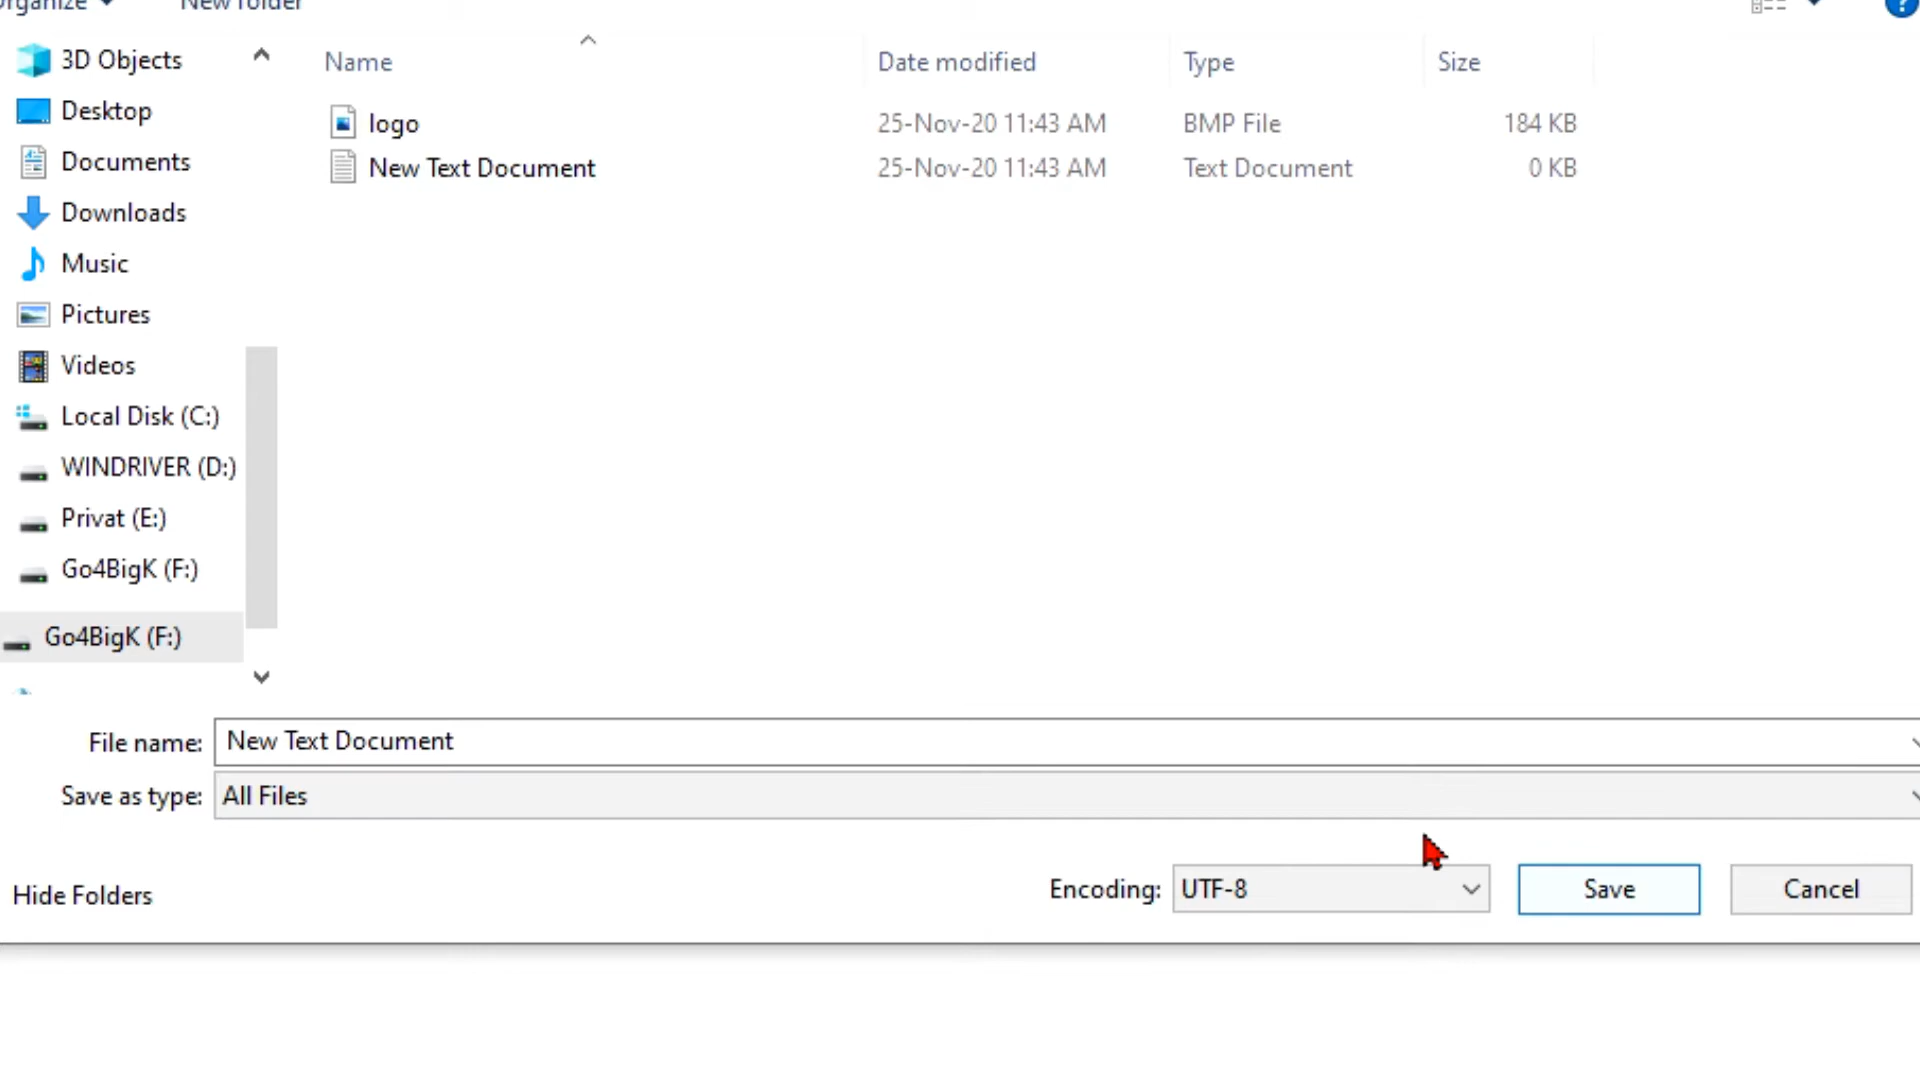 Organize New folder
3D Objects
Desktop
Documents
Downloads
Music
Pictures
Videos
Local Disk (C:)
WINDRIVER (D:)
Privat (E:)
Go4BigK (F:)
Go4BigK (F:)
Name Date modified Type Size
logo 25-Nov-20 11:43 AM BMP File 184 KB
New Text Document 25-Nov-20 11:43 AM Text Document 0 KB
File name: New Text Document
Save as type: All Files
Hide Folders Encoding: UTF-8 Save Cancel